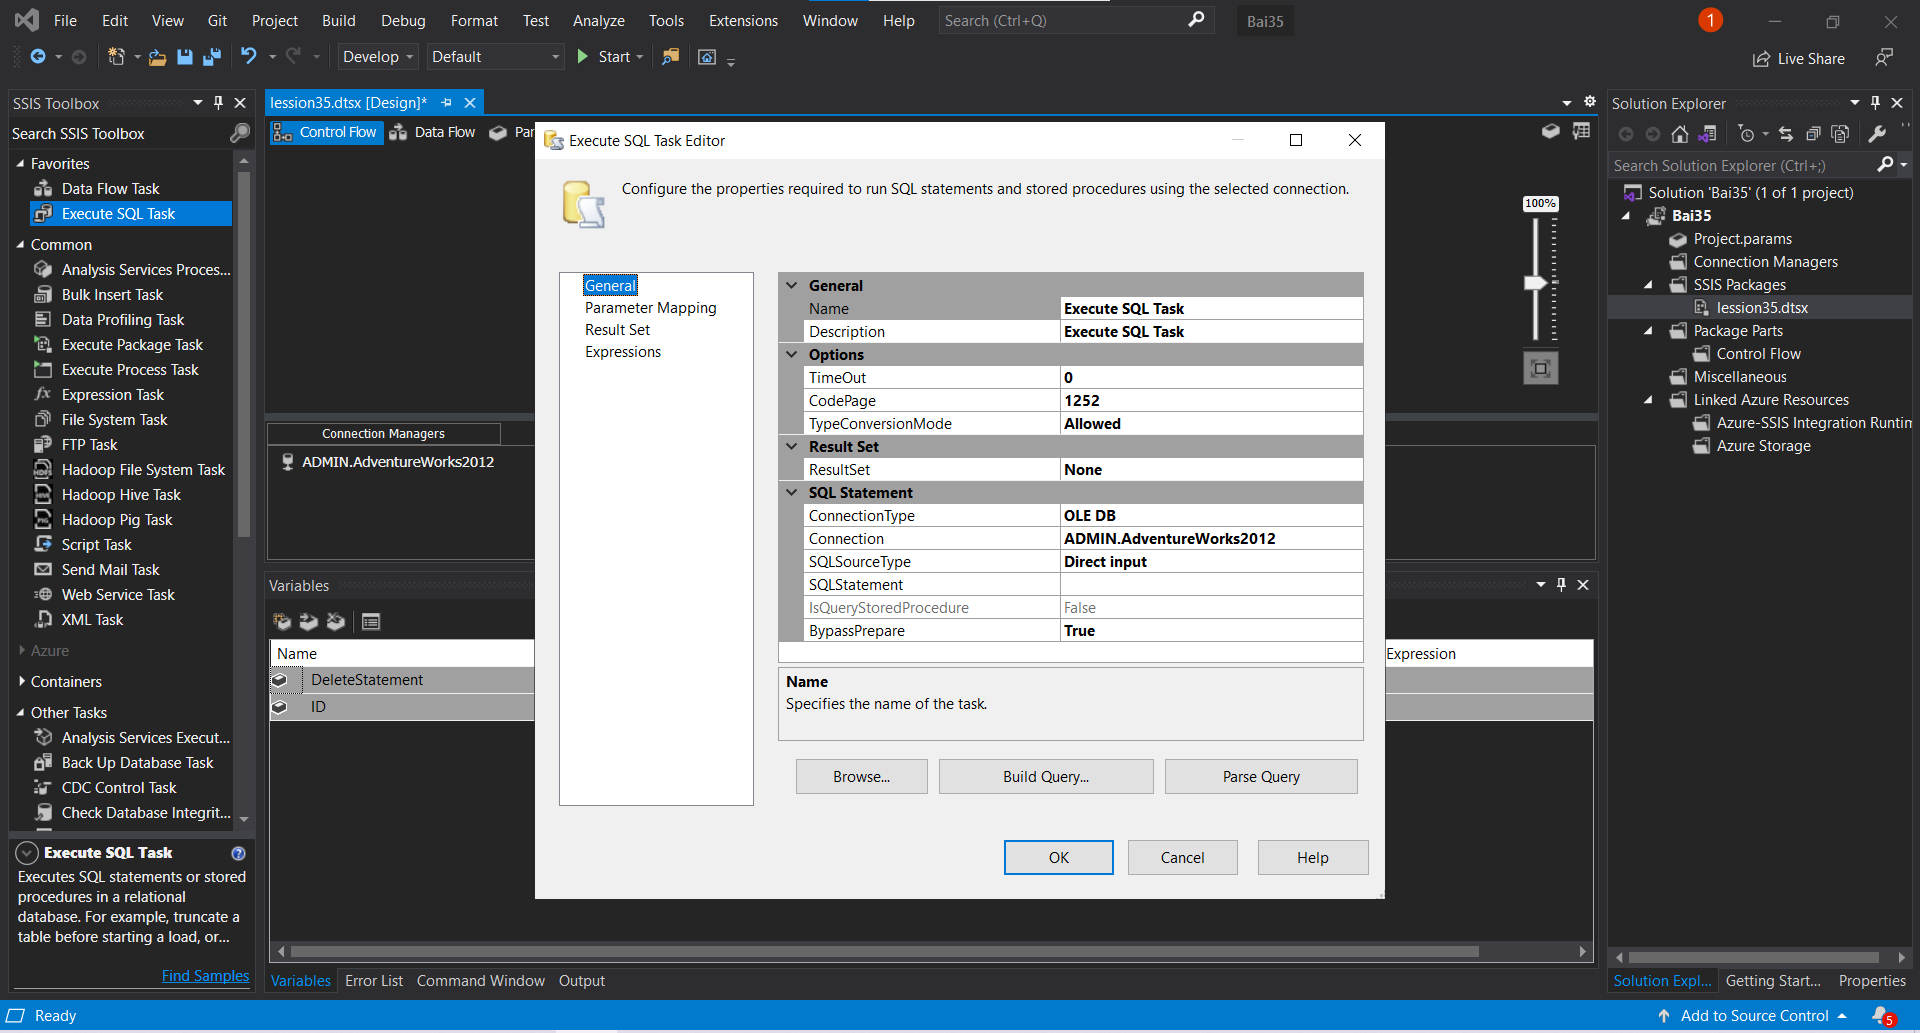 File Edit View Git Project Build Debug Format Test Analyze Tools Extensions Window Help Search (Ctrl+Q) Bai35 1
Develop Default Start Live Share
SSIS Toolbox
Search SSIS Toolbox
Favorites
Data Flow Task
Execute SQL Task
Common
Analysis Services Proces...
Bulk Insert Task
Data Profiling Task
Execute Package Task
Execute Process Task
Expression Task
File System Task
FTP Task
Hadoop File System Task
Hadoop Hive Task
Hadoop Pig Task
Script Task
Send Mail Task
Web Service Task
XML Task
Azure
Containers
Other Tasks
Analysis Services Execut...
Back Up Database Task
CDC Control Task
Check Database Integrit...
Execute SQL Task
Executes SQL statements or stored
procedures in a relational
database. For example, truncate a
table before starting a load, or...
Find Samples
lession35.dtsx [Design]*
Control Flow Data Flow Par
100%
Connection Managers
ADMIN.AdventureWorks2012
Variables
Name Expression
DeleteStatement
ID
Variables Error List Command Window Output
Execute SQL Task Editor
Configure the properties required to run SQL statements and stored procedures using the selected connection.
General
Parameter Mapping
Result Set
Expressions
General
Name Execute SQL Task
Description Execute SQL Task
Options
TimeOut 0
CodePage 1252
TypeConversionMode Allowed
Result Set
ResultSet None
SQL Statement
ConnectionType OLE DB
Connection ADMIN.AdventureWorks2012
SQLSourceType Direct input
SQLStatement
IsQueryStoredProcedure False
BypassPrepare True
Name
Specifies the name of the task.
Browse... Build Query... Parse Query
OK Cancel Help
Solution Explorer
Search Solution Explorer (Ctrl+;)
Solution 'Bai35' (1 of 1 project)
Bai35
Project.params
Connection Managers
SSIS Packages
lession35.dtsx
Package Parts
Control Flow
Miscellaneous
Linked Azure Resources
Azure-SSIS Integration Runtim
Azure Storage
Solution Expl... Getting Start... Properties
Ready Add to Source Control 5